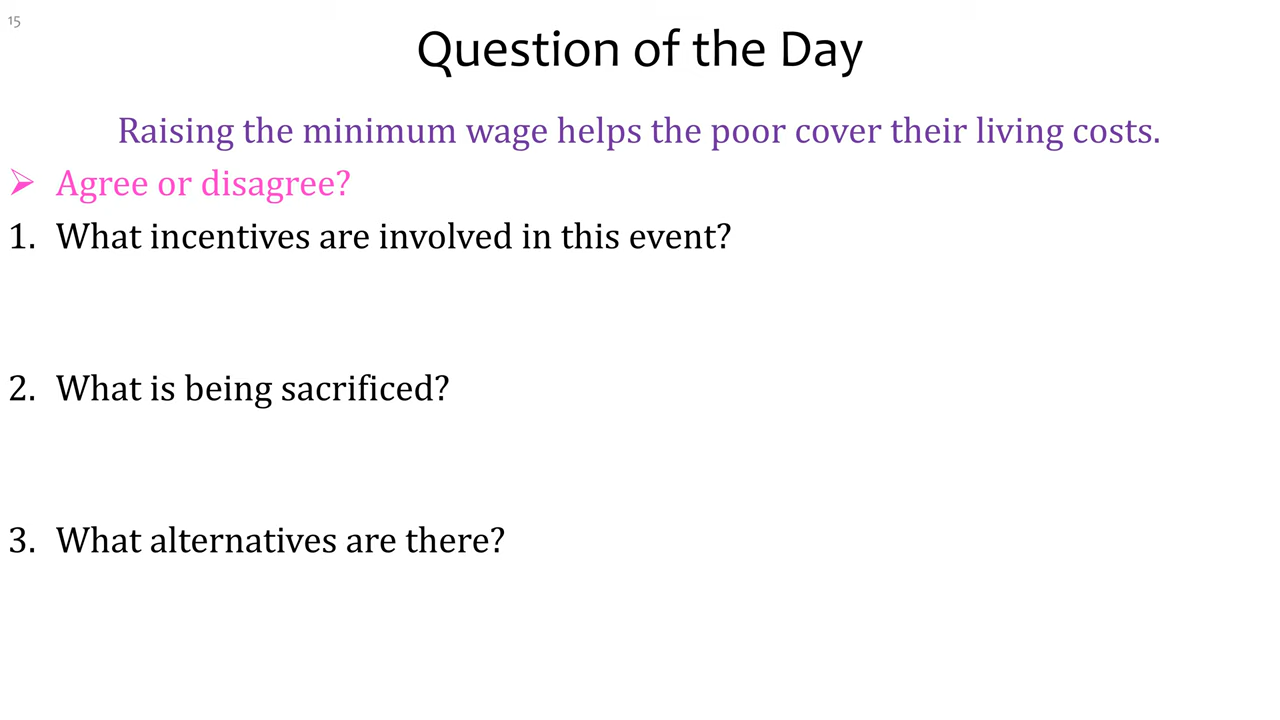 15
Question of the Day
Raising the minimum wage helps the poor cover their living costs.
➢ Agree or disagree?
1. What incentives are involved in this event?
2. What is being sacrificed?
3. What alternatives are there?